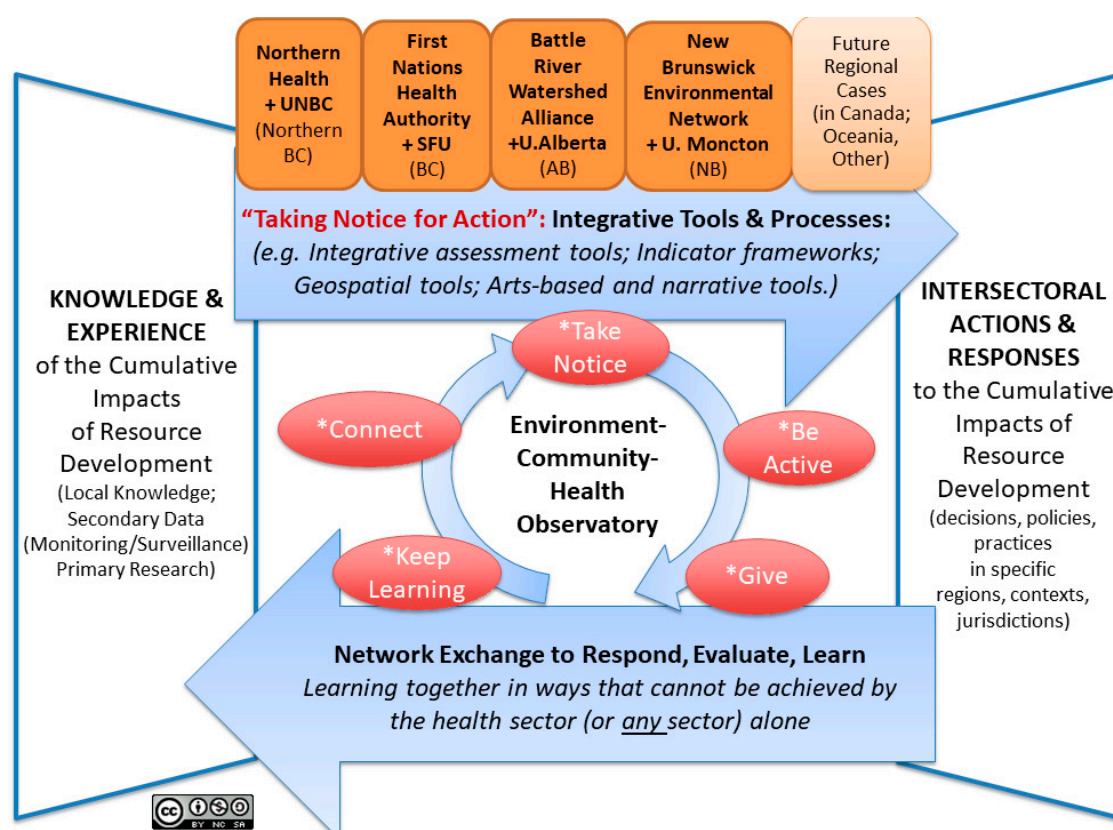 Northern
Health
+ UNBC
(Northern
BC)
First
Nations
Health
Authority
+ SFU
(BC)
Battle
River
Watershed
Alliance
+U.Alberta
(AB)
New
Brunswick
Environmental
Network
+ U. Moncton
(NB)
Future
Regional
Cases
(in Canada;
Oceania,
Other)
“Taking Notice for Action”: Integrative Tools & Processes:
(e.g. Integrative assessment tools; Indicator frameworks;
Geospatial tools; Arts-based and narrative tools.)
KNOWLEDGE &
EXPERIENCE
of the Cumulative
Impacts
of Resource
Development
(Local Knowledge;
Secondary Data
(Monitoring/Surveillance)
Primary Research)
*Take
Notice
*Connect
*Be
Active
Environment-
Community-
Health
Observatory
*Keep
Learning
*Give
INTERSECTORAL
ACTIONS &
RESPONSES
to the Cumulative
Impacts of
Resource
Development
(decisions, policies,
practices
in specific
regions, contexts,
jurisdictions)
Network Exchange to Respond, Evaluate, Learn
Learning together in ways that cannot be achieved by
the health sector (or any sector) alone
cc
BY NC SA